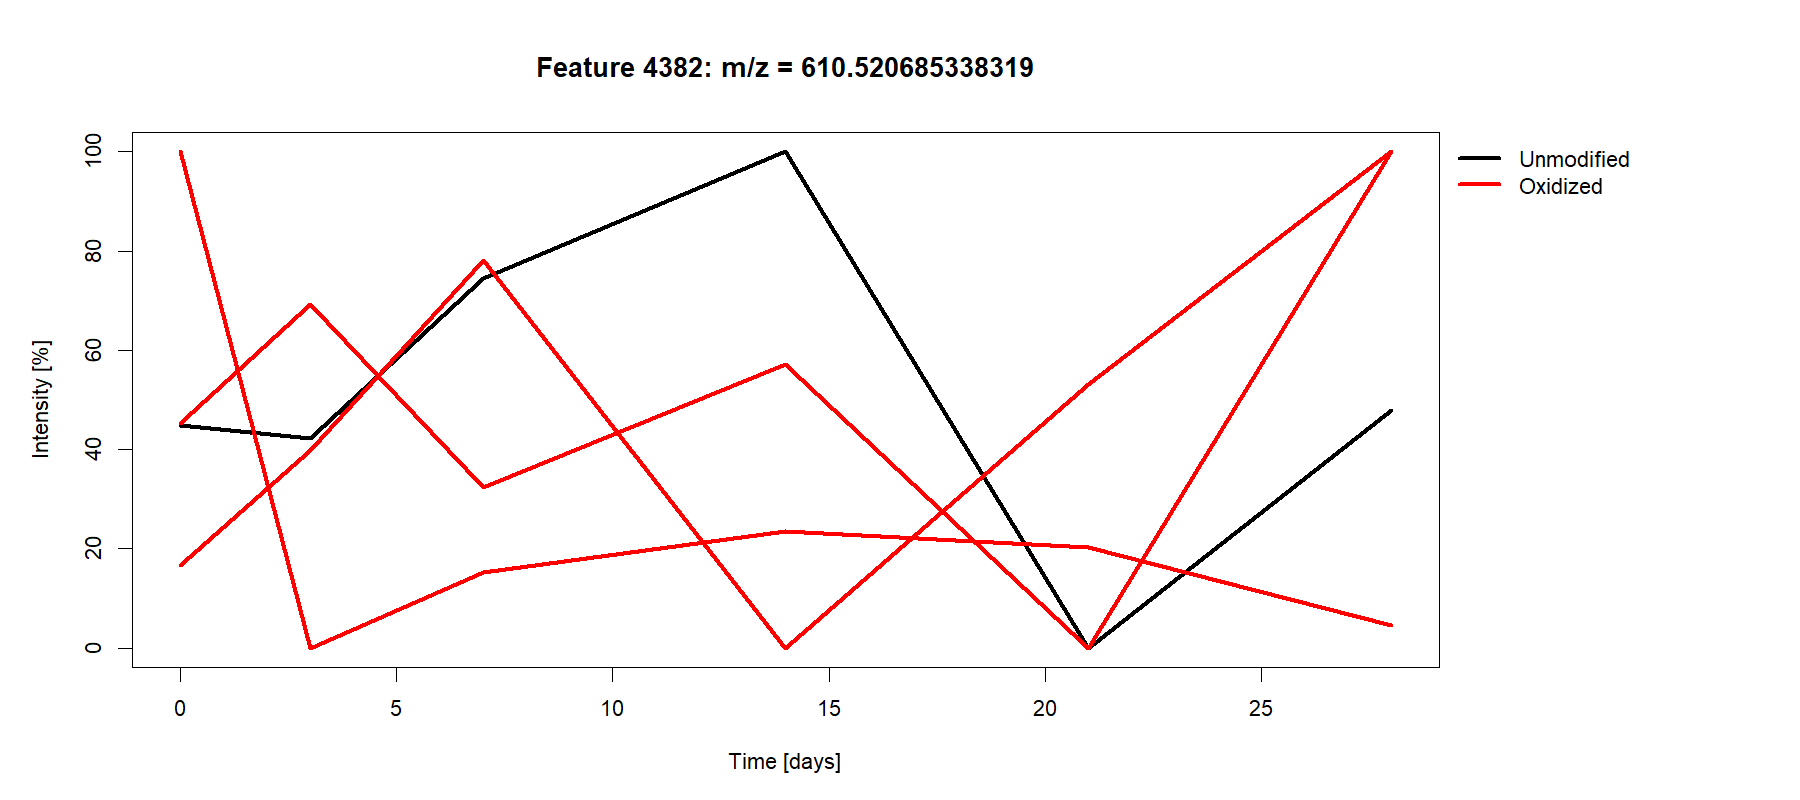 Feature 4382: m/z = 610.520685338319
Unmodified
Oxidized
Intensity [%]
100
80
60
40
20
0
0 5 10 15 20 25
Time [days]